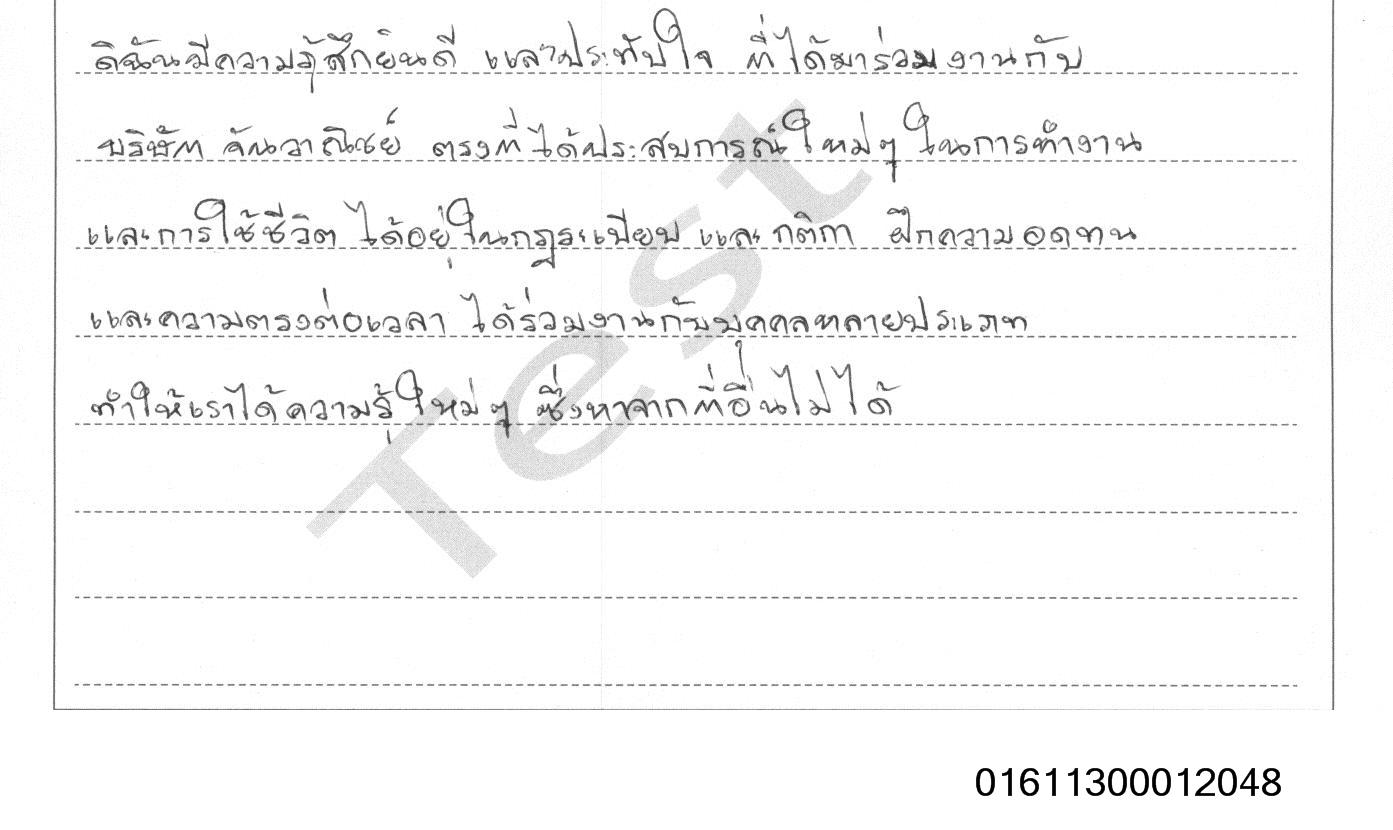 ดิฉันมีความรู้สึกยินดี และประทับใจ ที่ได้มาร่วมงานกับ
บริษัท จันวาณิชย์ ตรงที่ได้ประสบการณ์ใหม่ๆ ในการทำงาน
และการใช้ชีวิต ได้อยู่ในกฎระเบียบ และ กติกา ฝึกความอดทน
และความตรงต่อเวลา ได้ร่วมงานกับบุคคลหลายประเภท
ทำให้เราได้ความรู้ใหม่ๆ ซึ่งหาจากที่อื่นไม่ได้
Test
01611300012048